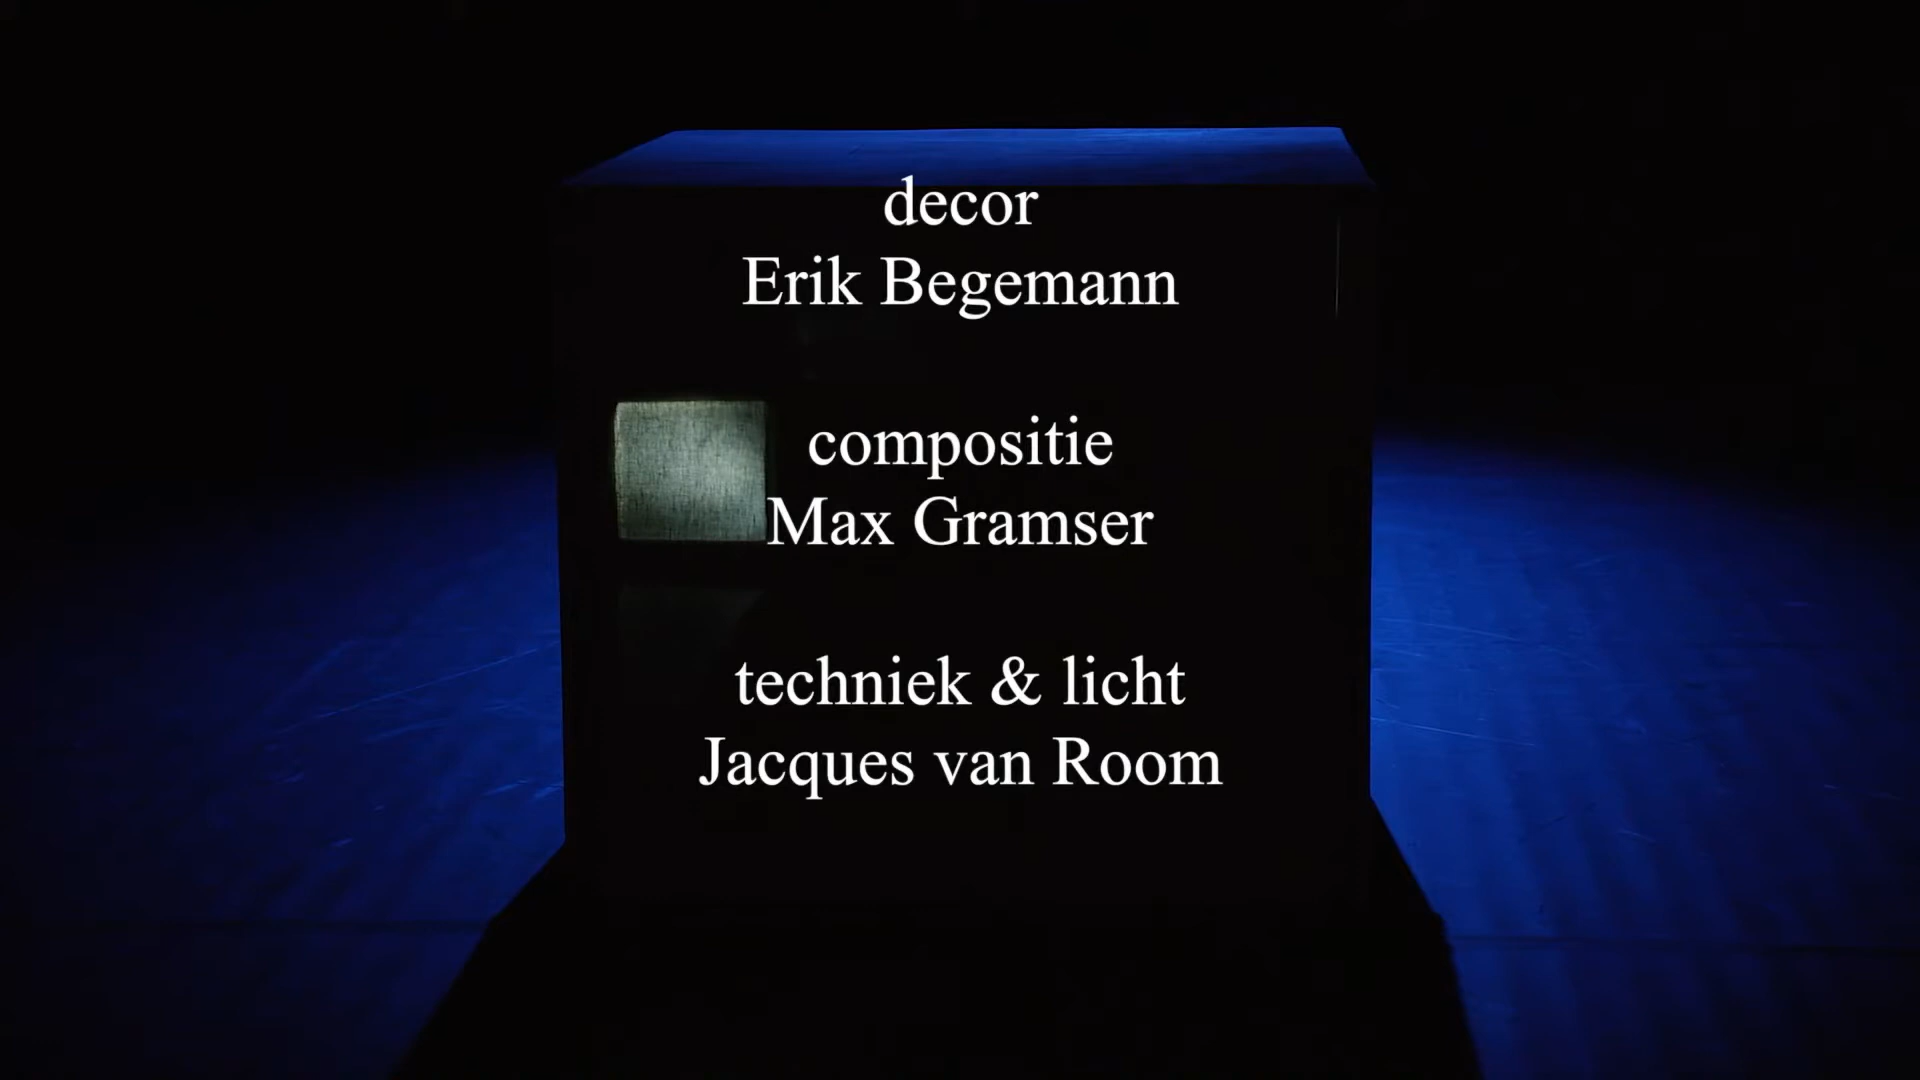 decor
Erik Begemann
compositie
Max Gramser
techniek & licht
Jacques van Room